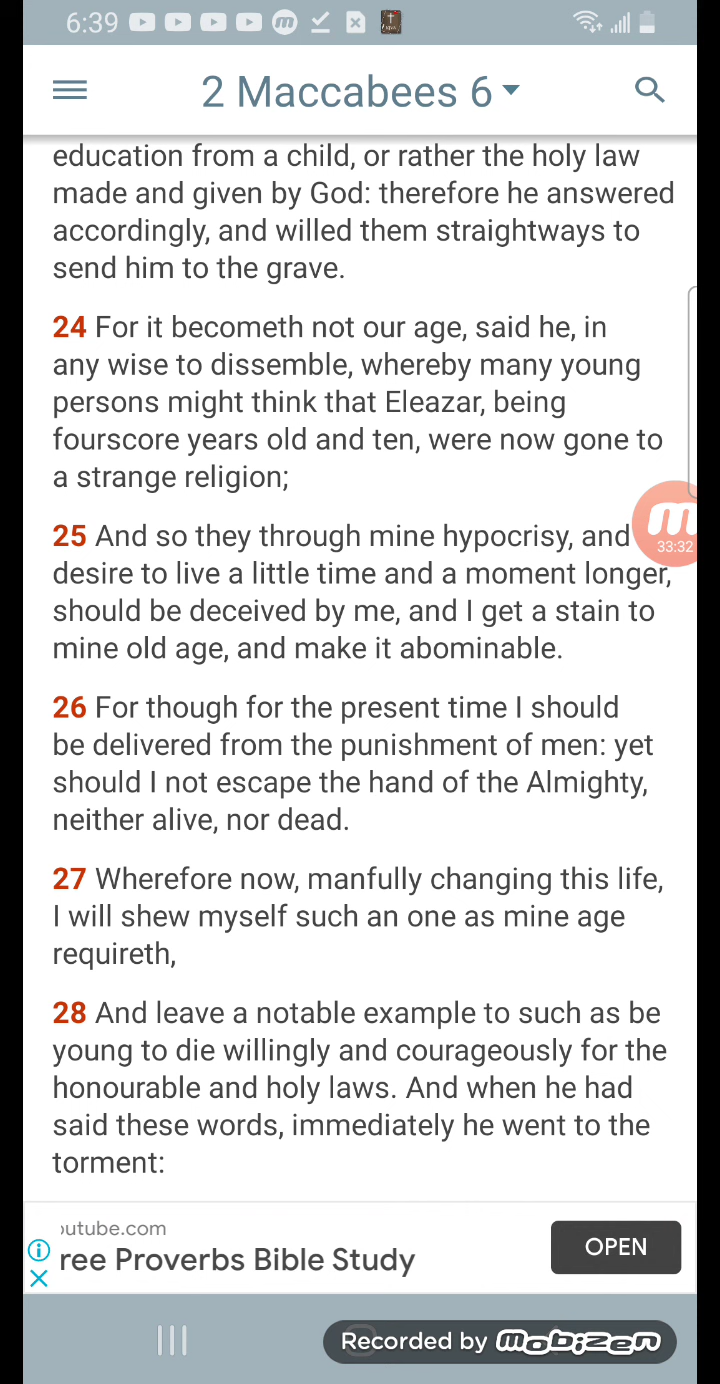 6:39
2 Maccabees 6
education from a child, or rather the holy law
made and given by God: therefore he answered
accordingly, and willed them straightways to
send him to the grave.
24 For it becometh not our age, said he, in
any wise to dissemble, whereby many young
persons might think that Eleazar, being
fourscore years old and ten, were now gone to
a strange religion;
25 And so they through mine hypocrisy, and
desire to live a little time and a moment longer,
should be deceived by me, and I get a stain to
mine old age, and make it abominable.
26 For though for the present time I should
be delivered from the punishment of men: yet
should I not escape the hand of the Almighty,
neither alive, nor dead.
27 Wherefore now, manfully changing this life,
I will shew myself such an one as mine age
requireth,
28 And leave a notable example to such as be
young to die willingly and courageously for the
honourable and holy laws. And when he had
said these words, immediately he went to the
torment:
33:32
outube.com
ree Proverbs Bible Study
OPEN
Recorded by Mobizen